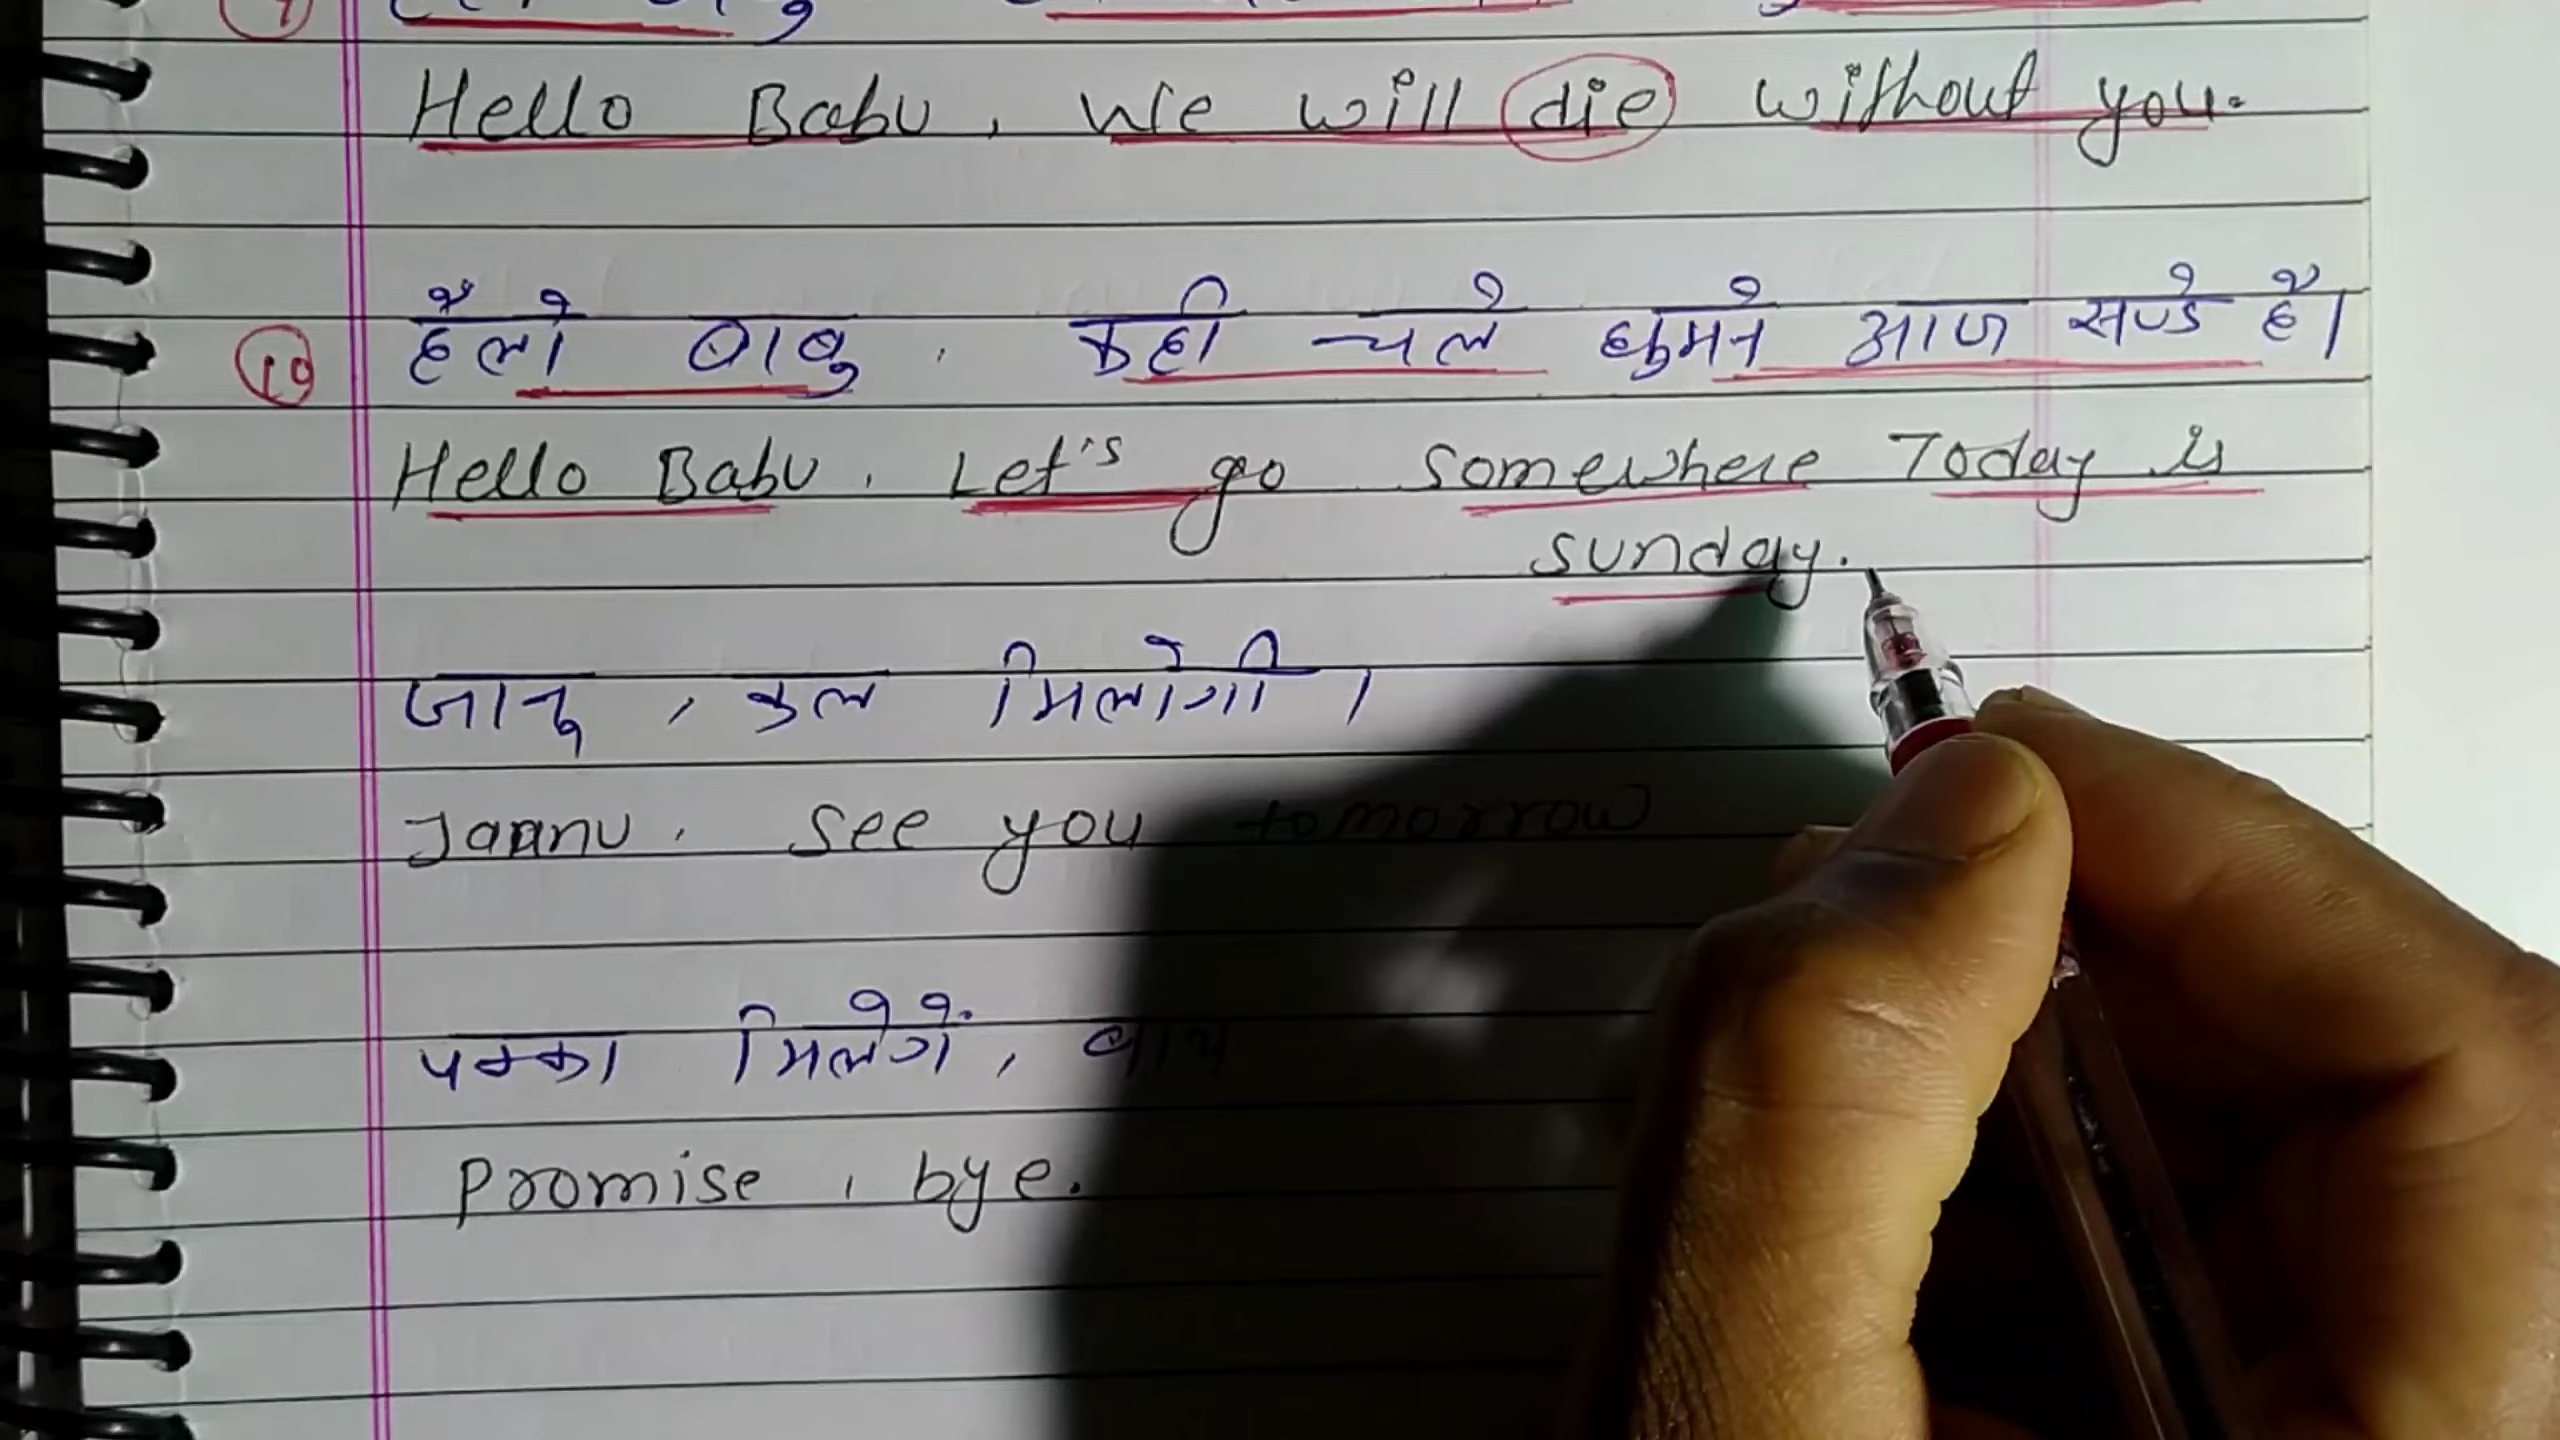 Hello Babu, We will die without you.
हैलो बाबु, कही चले घुमने आज सण्डे है।
10
Hello Babu, Let's go somewhere Today is
sunday.
जानू, कल मिलोगी।
Jaanu, see you tomorrow
पक्का मिलेगें, बाय
Promise, bye.